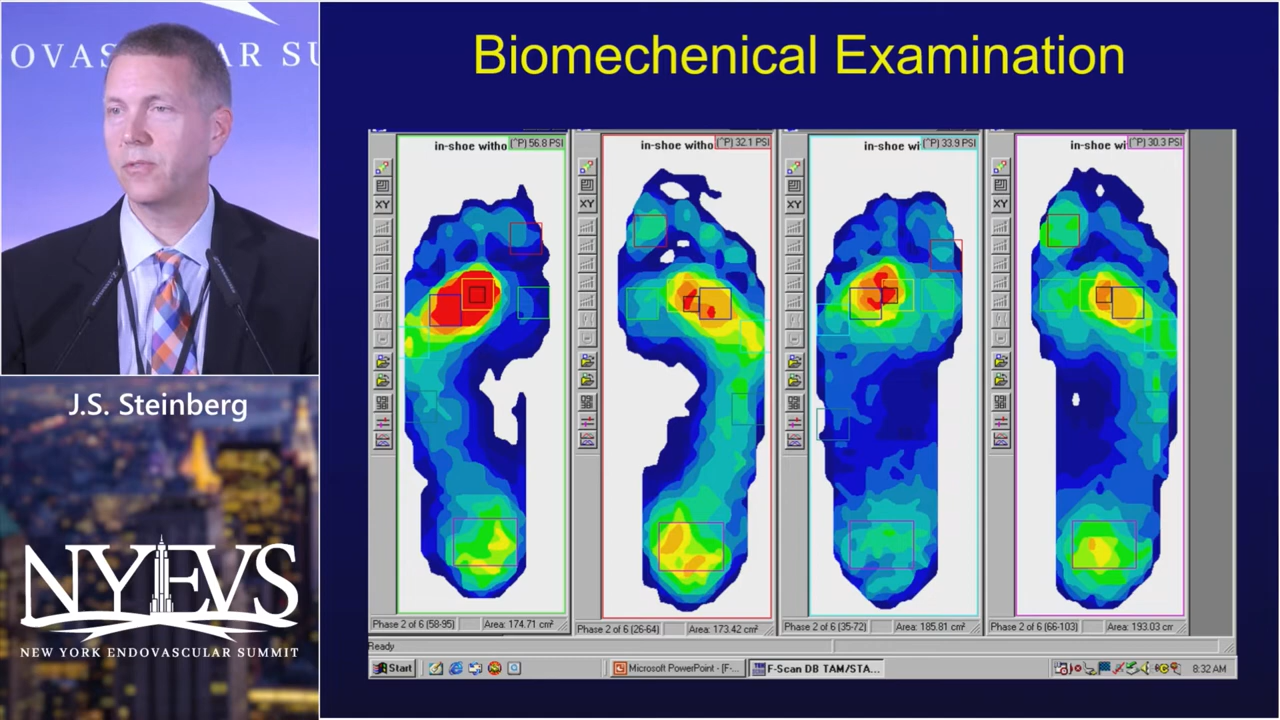 OVAS AR SU
Biomechenical Examination
in-shoe witho (^P) 56.8 PSI
in-shoe witho (^P) 32.1 PSI
in-shoe wi (^P) 33.9 PSI
in-shoe wi (^P) 30.3 PSI
XY
XY
XY
XY
J.S. Steinberg
NYEVS
NEW YORK ENDOVASCULAR SUMMIT
Phase 2 of 6 (58-95) Area: 174.71 cm²
Phase 2 of 6 (26-64) Area: 173.42 cm²
Phase 2 of 6 (35-72) Area: 185.81 cm²
Phase 2 of 6 (66-103) Area: 193.03 cm
Ready
Start
Microsoft PowerPoint - [F-...
F-Scan DB TAM/STA...
8:32 AM